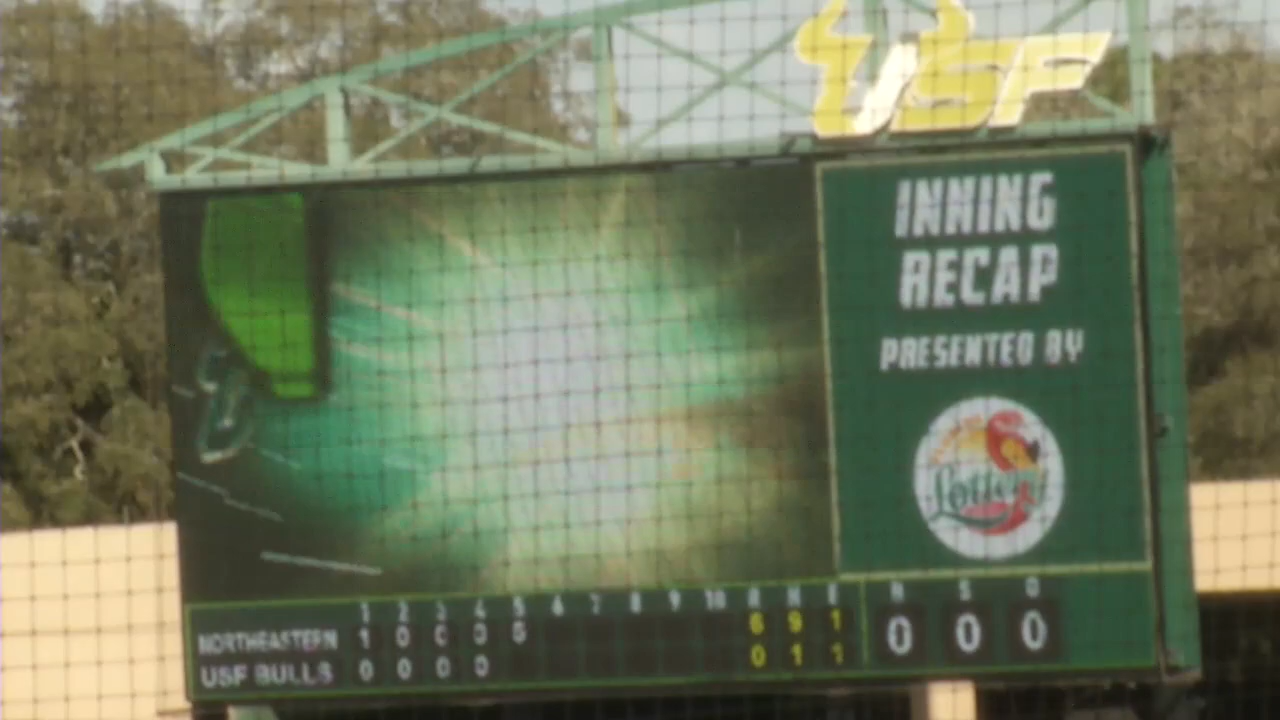 USF
INNING
RECAP
PRESENTED BY
Lottery
1 2 3 4 5 6 7 8 9 10 R H E B S O
NORTHEASTERN 1 0 0 0 5 6 9 1 0 0 0
USF BULLS 0 0 0 0 0 1 1